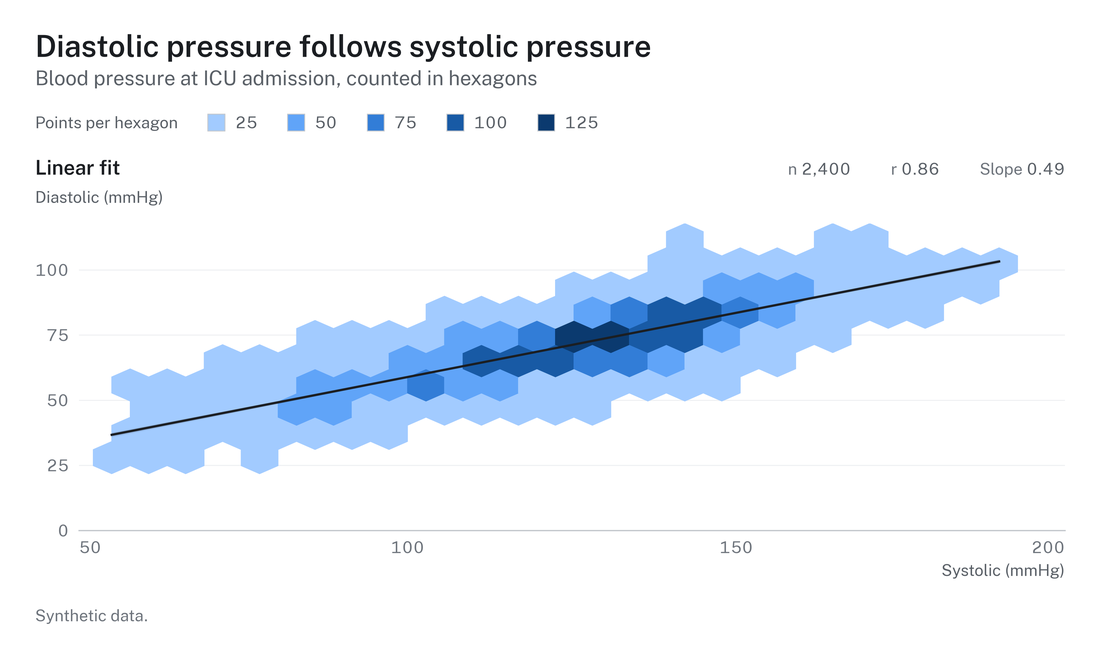 Diastolic pressure follows systolic pressure
Blood pressure at ICU admission, counted in hexagons
Points per hexagon 25 50 75 100 125
Linear fit n 2,400 r 0.86 Slope 0.49
Diastolic (mmHg)
100
75
50
25
0
50 100 150 200
Systolic (mmHg)
Synthetic data.